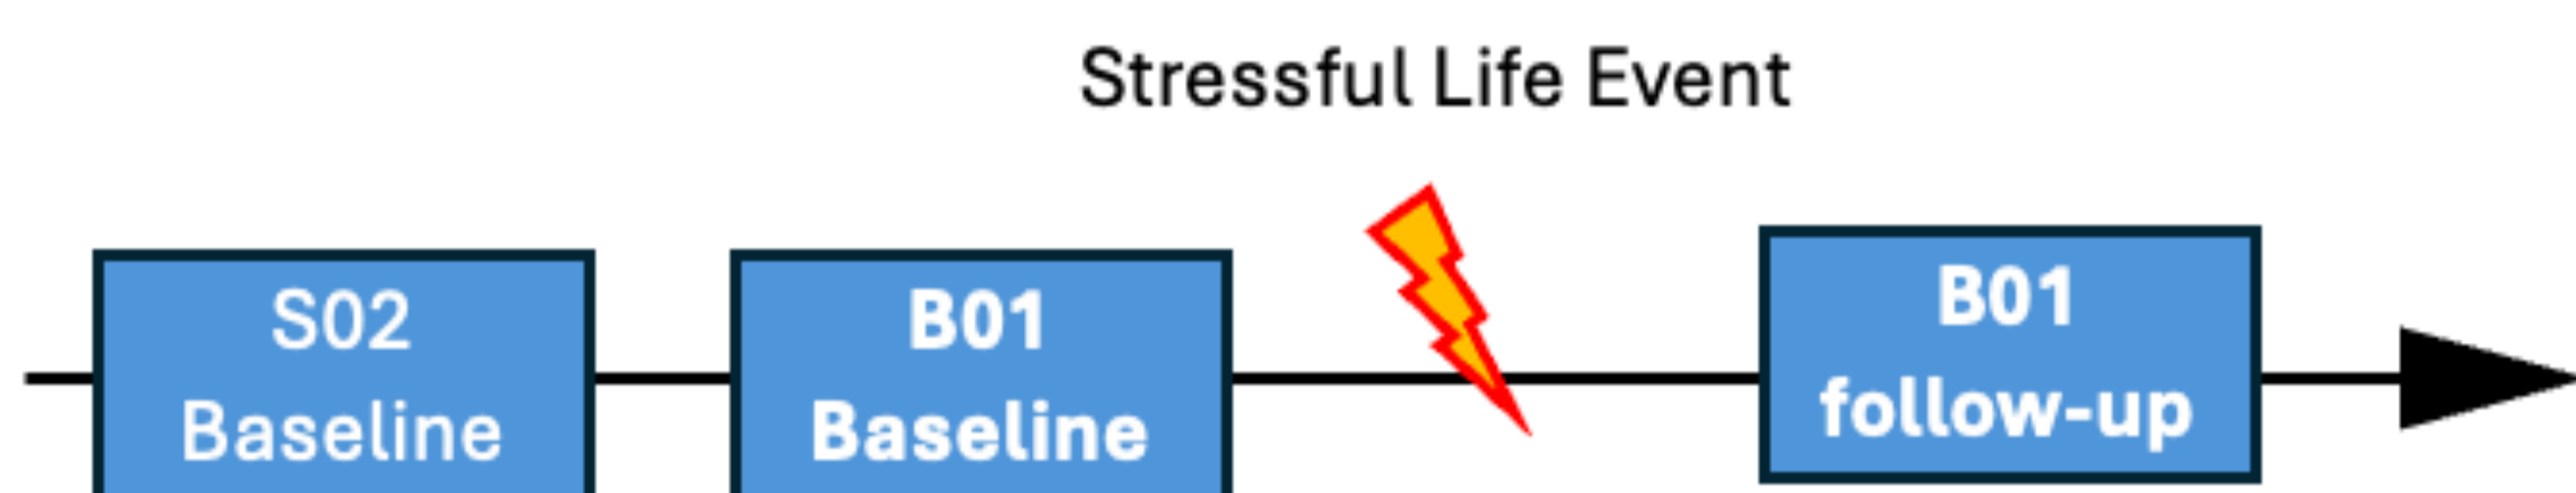 Stressful Life Event
S02
Baseline
B01
Baseline
B01
follow-up